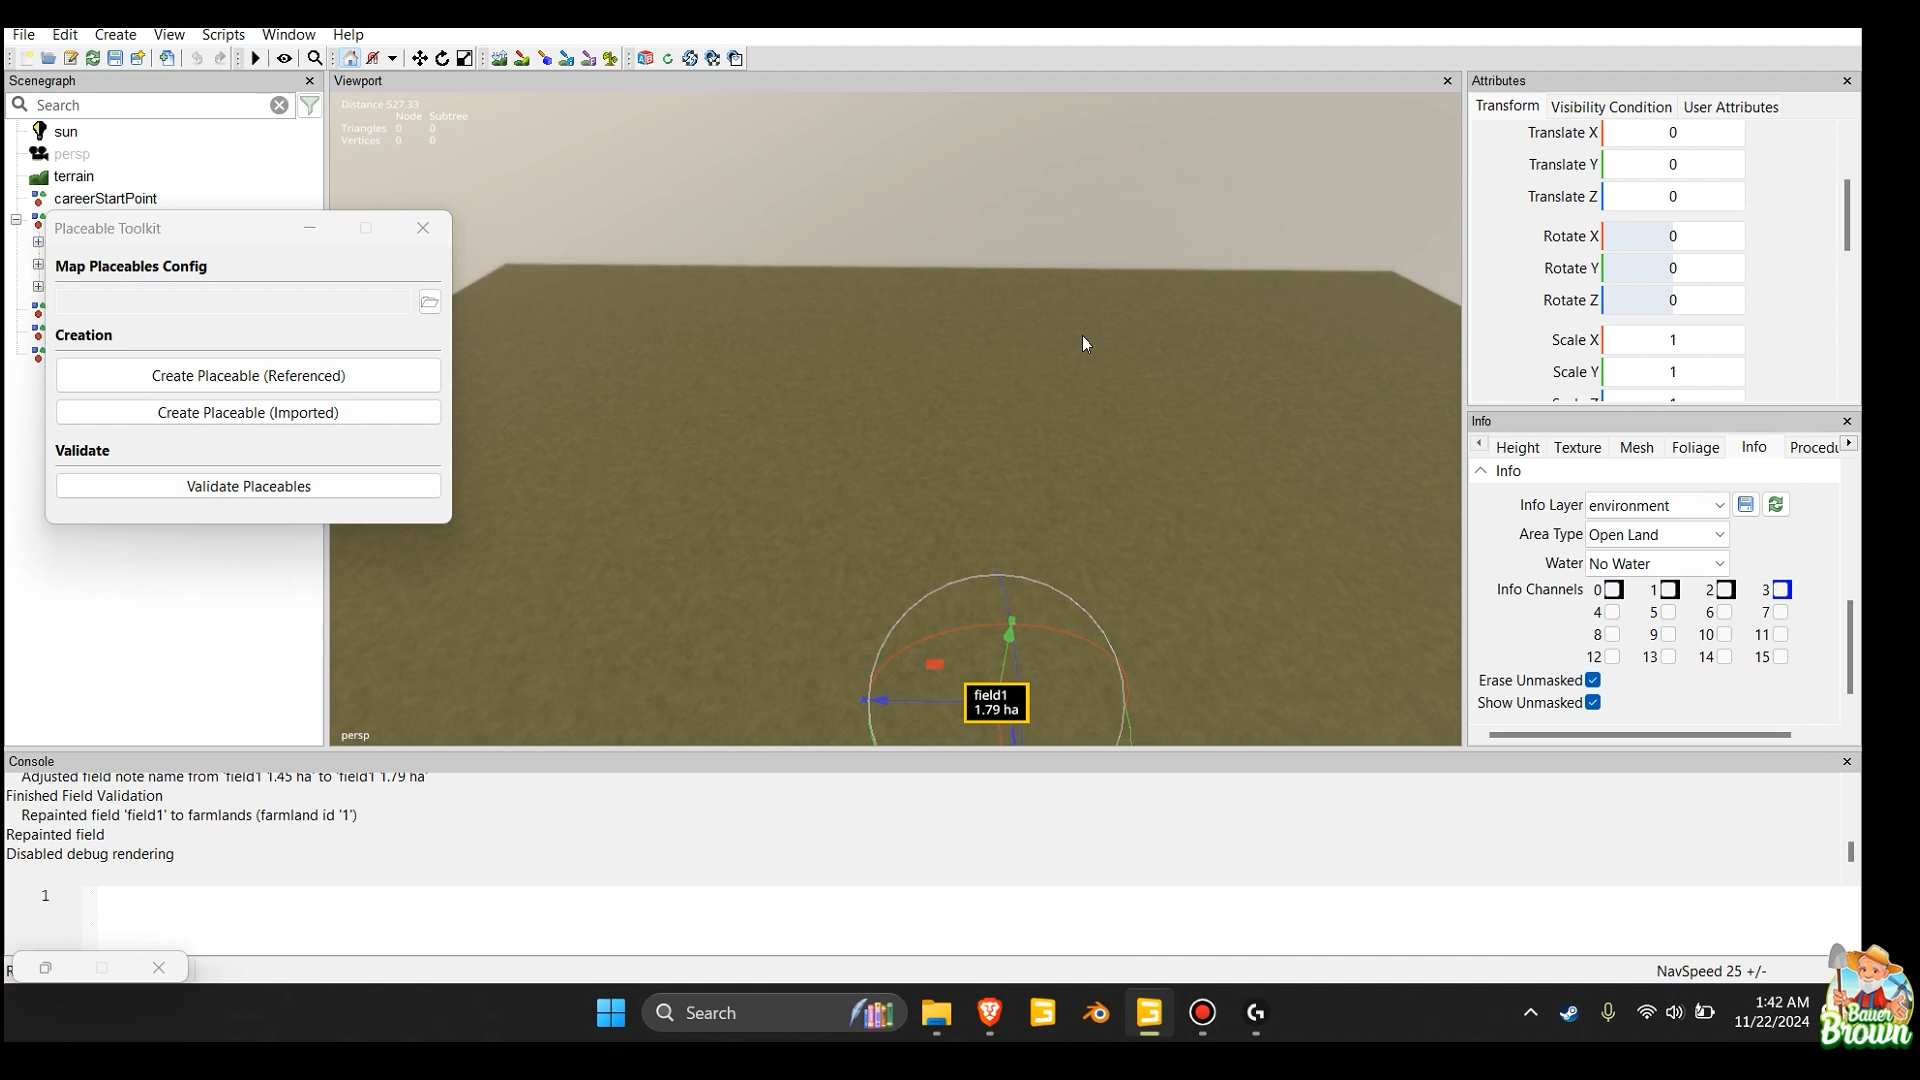 File Edit Create View Scripts Window Help
Scenegraph
Search
sun
persp
terrain
careerStartPoint
Placeable Toolkit
Map Placeables Config
Creation
Create Placeable (Referenced)
Create Placeable (Imported)
Validate
Validate Placeables
Viewport
Distance 527.33
Node Subtree
Triangles 0 0
Vertices 0 0
field1
1.79 ha
persp
Attributes
Transform Visibility Condition User Attributes
Translate X 0
Translate Y 0
Translate Z 0
Rotate X 0
Rotate Y 0
Rotate Z 0
Scale X 1
Scale Y 1
Info
Height Texture Mesh Foliage Info
Info
Info Layer environment
Area Type Open Land
Water No Water
Info Channels 0 1 2 3
4 5 6 7
8 9 10 11
12 13 14 15
Erase Unmasked
Show Unmasked
Console
Adjusted field note name from 'field1 1.45 ha' to 'field1 1.79 ha'
Finished Field Validation
Repainted field 'field1' to farmlands (farmland id '1')
Repainted field
Disabled debug rendering
1
NavSpeed 25 +/-
Search
1:42 AM
11/22/2024
Bauer
Brown